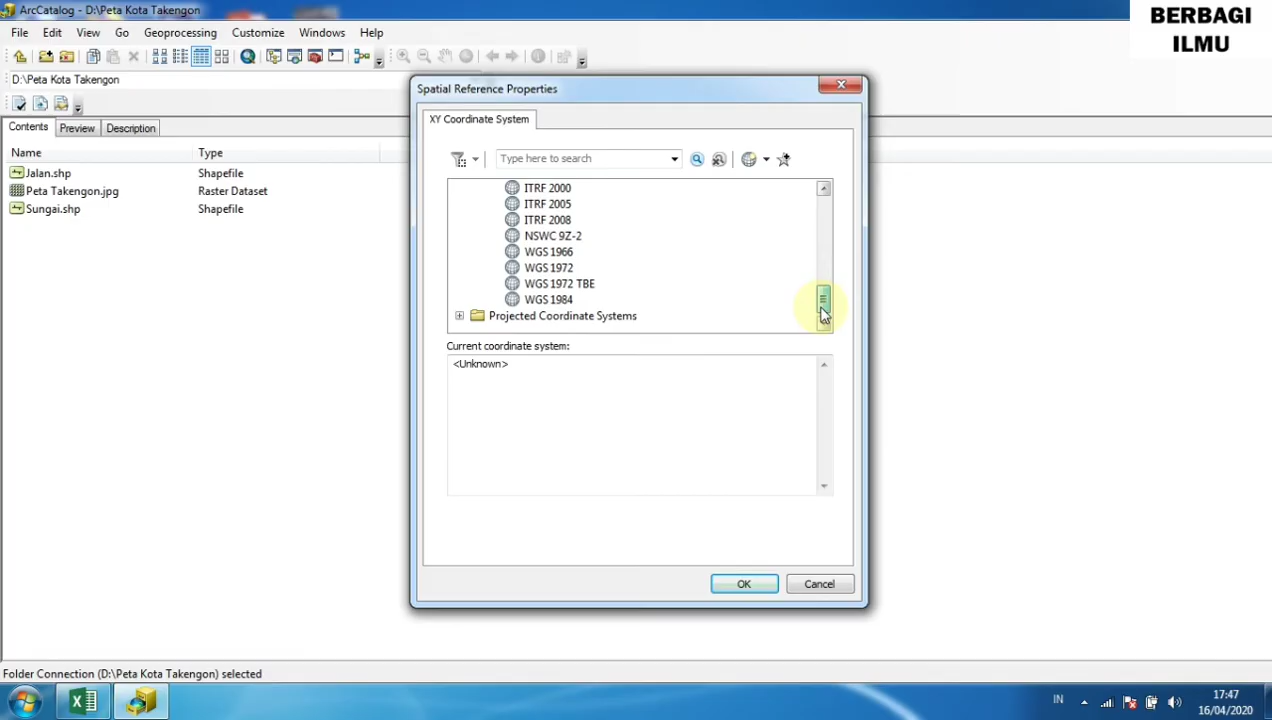 ArcCatalog - D:\Peta Kota Takengon
BERBAGI
ILMU
File Edit View Go Geoprocessing Customize Windows Help
D:\Peta Kota Takengon
Contents Preview Description
Name Type
Jalan.shp Shapefile
Peta Takengon.jpg Raster Dataset
Sungai.shp Shapefile
Spatial Reference Properties
XY Coordinate System
Type here to search
ITRF 2000
ITRF 2005
ITRF 2008
NSWC 9Z-2
WGS 1966
WGS 1972
WGS 1972 TBE
WGS 1984
Projected Coordinate Systems
Current coordinate system:
<Unknown>
OK Cancel
Folder Connection (D:\Peta Kota Takengon) selected
IN
17:47
16/04/2020